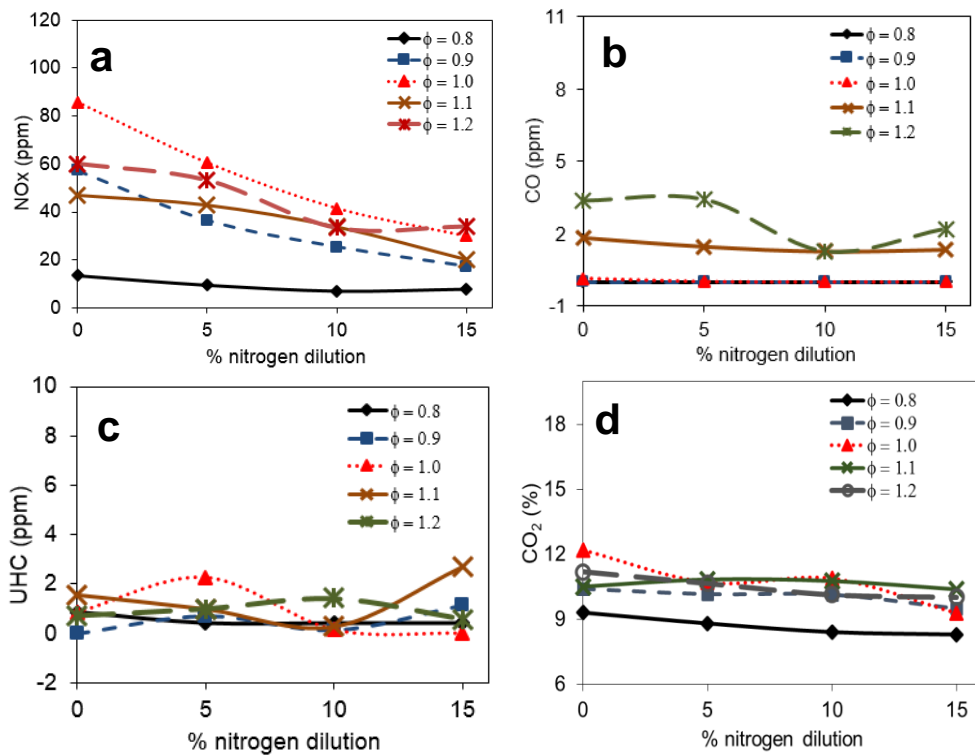 a
120
100
80
60
40
20
0
NOx (ppm)
ϕ = 0.8
ϕ = 0.9
ϕ = 1.0
ϕ = 1.1
ϕ = 1.2
0 5 10 15
% nitrogen dilution
b
11
8
5
2
-1
CO (ppm)
ϕ = 0.8
ϕ = 0.9
ϕ = 1.0
ϕ = 1.1
ϕ = 1.2
0 5 10 15
% nitrogen dilution
c
10
8
6
4
2
0
-2
UHC (ppm)
ϕ = 0.8
ϕ = 0.9
ϕ = 1.0
ϕ = 1.1
ϕ = 1.2
0 5 10 15
% nitrogen dilution
d
18
15
12
9
6
CO₂ (%)
ϕ = 0.8
ϕ = 0.9
ϕ = 1.0
ϕ = 1.1
ϕ = 1.2
0 5 10 15
% nitrogen dilution